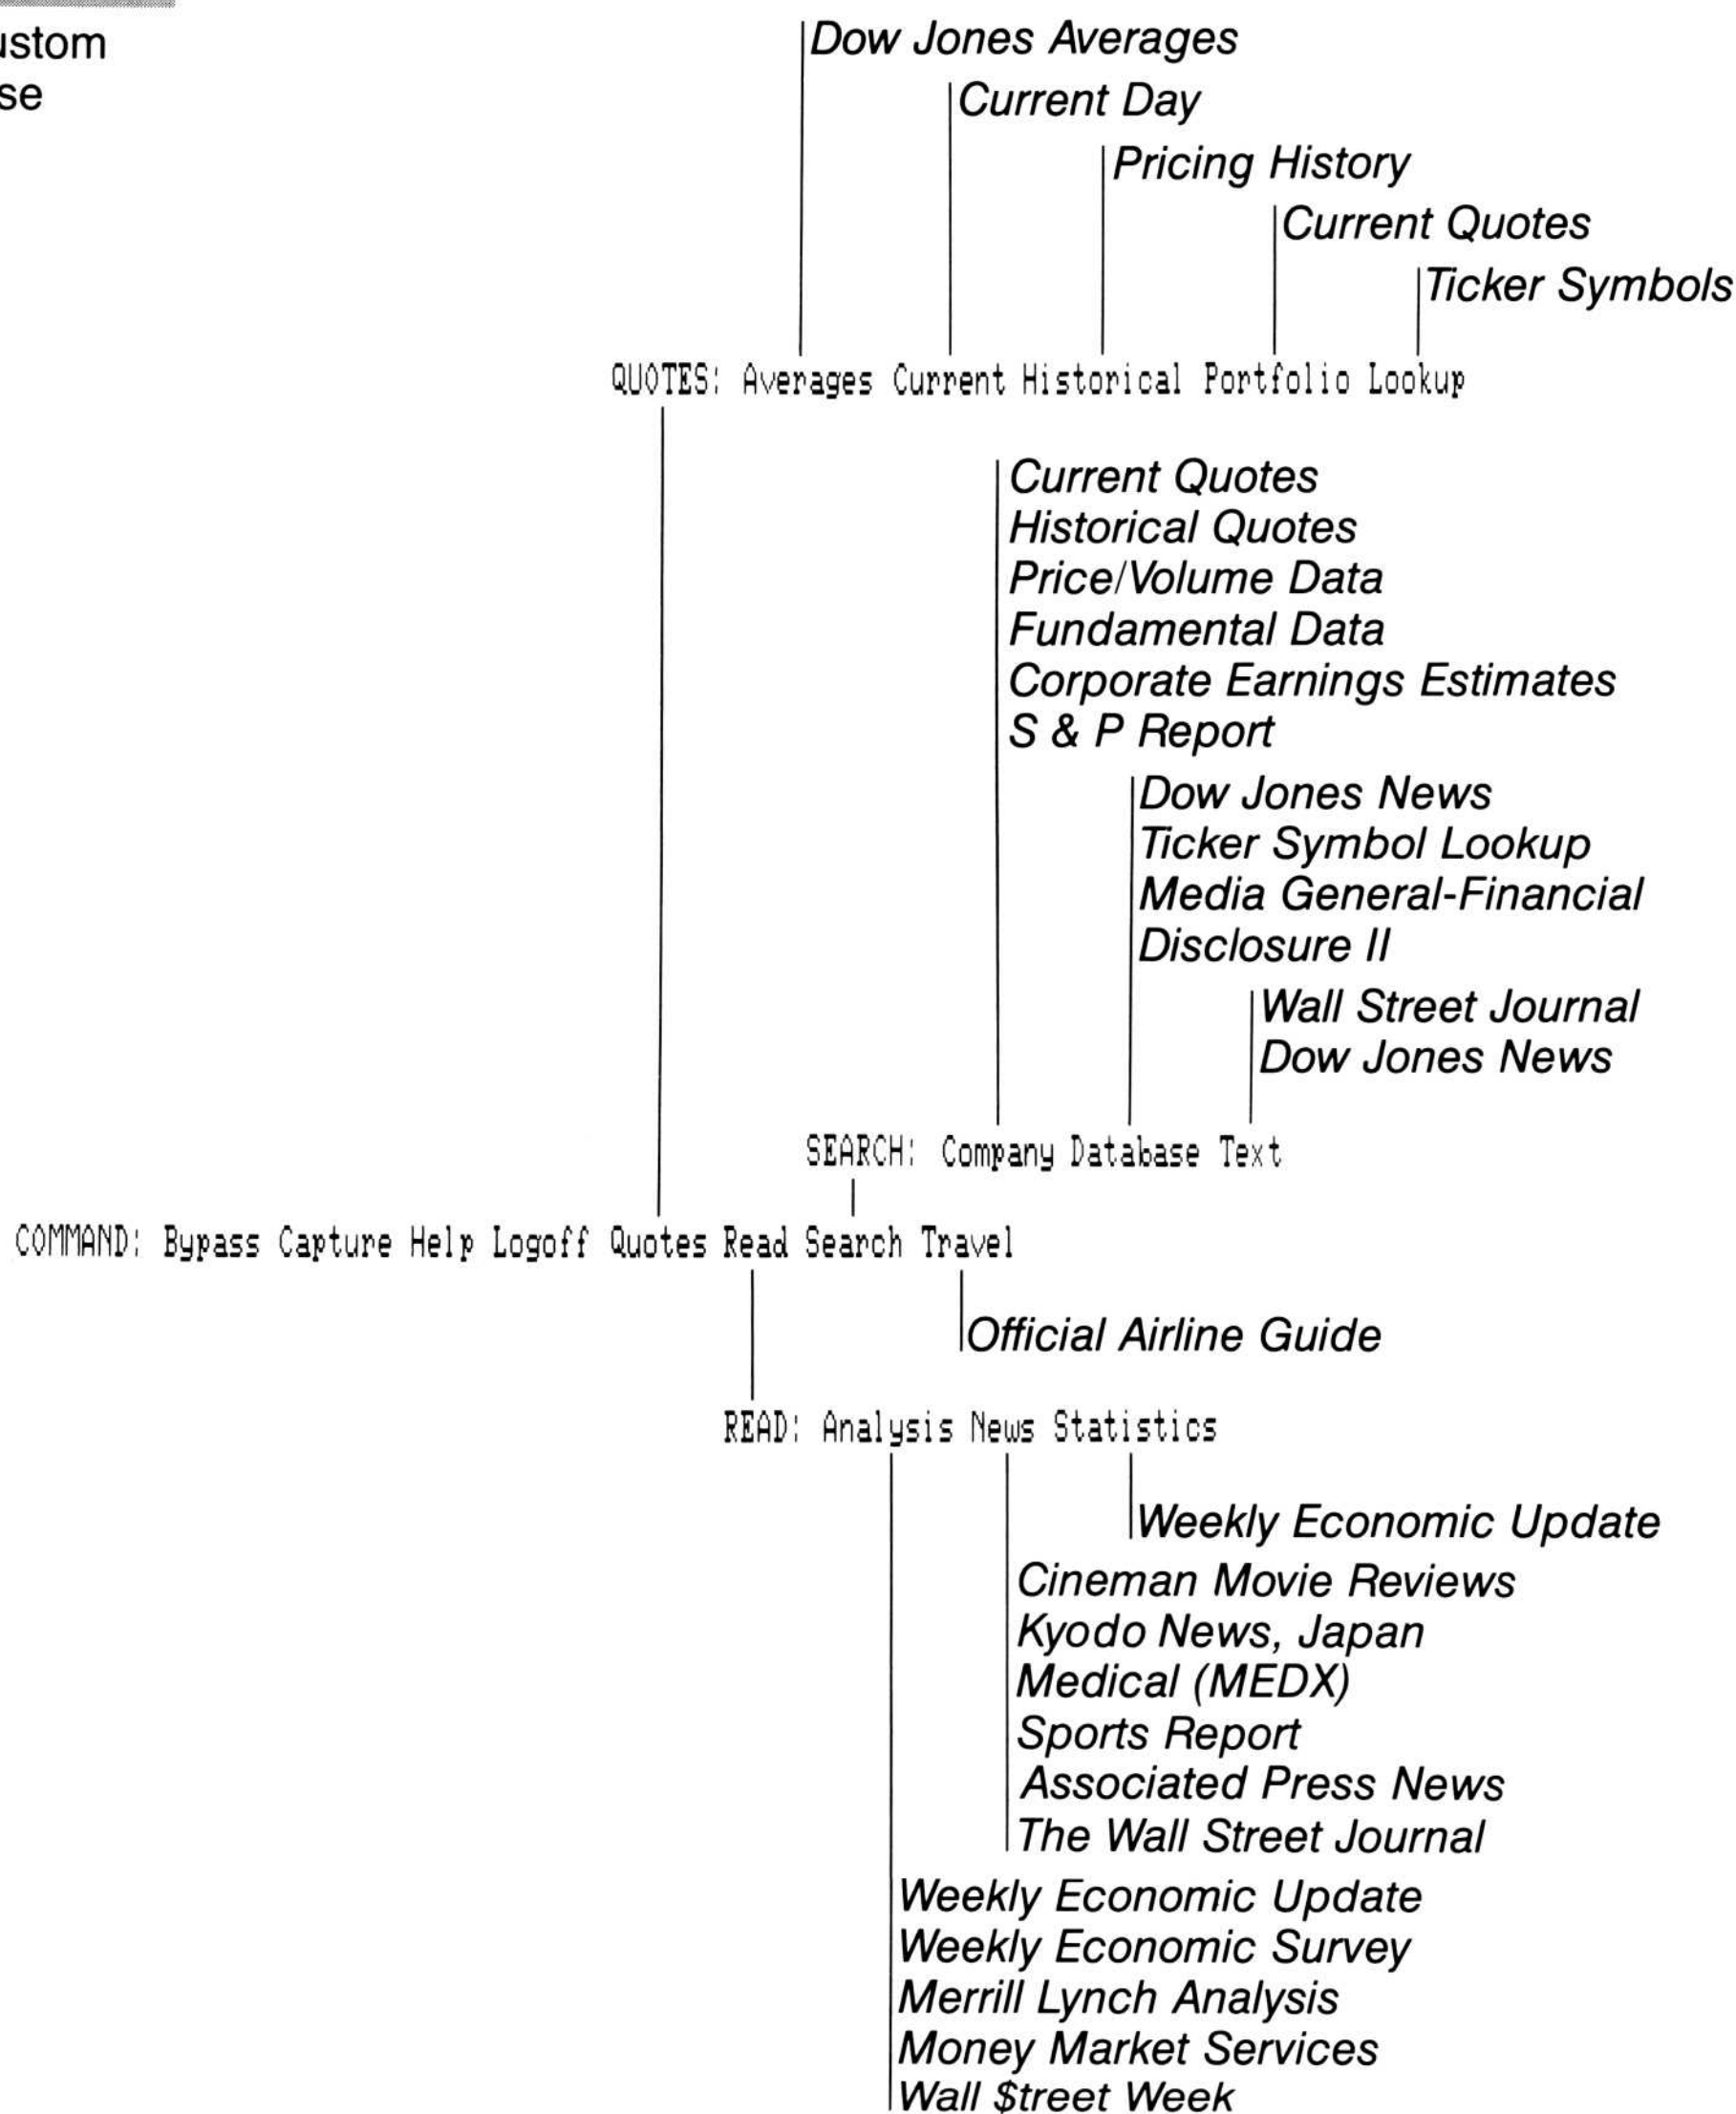 ustom
se
Dow Jones Averages
Current Day
Pricing History
Current Quotes
Ticker Symbols
QUOTES: Averages Current Historical Portfolio Lookup
Current Quotes
Historical Quotes
Price/Volume Data
Fundamental Data
Corporate Earnings Estimates
S & P Report
Dow Jones News
Ticker Symbol Lookup
Media General-Financial
Disclosure II
Wall Street Journal
Dow Jones News
SEARCH: Company Database Text
COMMAND: Bypass Capture Help Logoff Quotes Read Search Travel
Official Airline Guide
READ: Analysis News Statistics
Weekly Economic Update
Cineman Movie Reviews
Kyodo News, Japan
Medical (MEDX)
Sports Report
Associated Press News
The Wall Street Journal
Weekly Economic Update
Weekly Economic Survey
Merrill Lynch Analysis
Money Market Services
Wall $treet Week